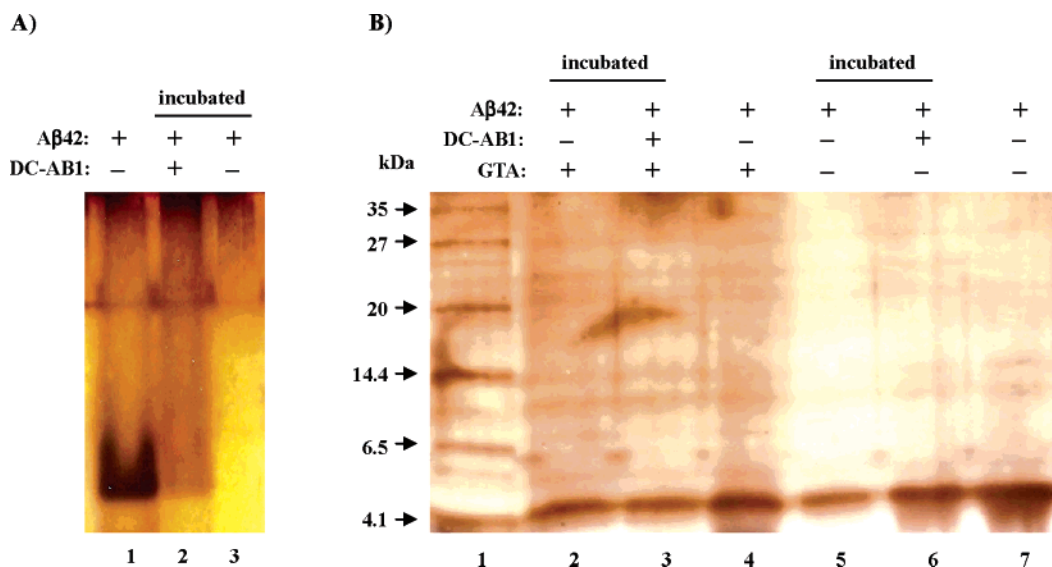 A)
incubated
Aβ42: + + +
DC-AB1: – + –
1 2 3
B)
incubated incubated
Aβ42: + + + + + +
DC-AB1: – + – – + –
kDa GTA: + + + – – –
35
27
20
14.4
6.5
4.1
1 2 3 4 5 6 7